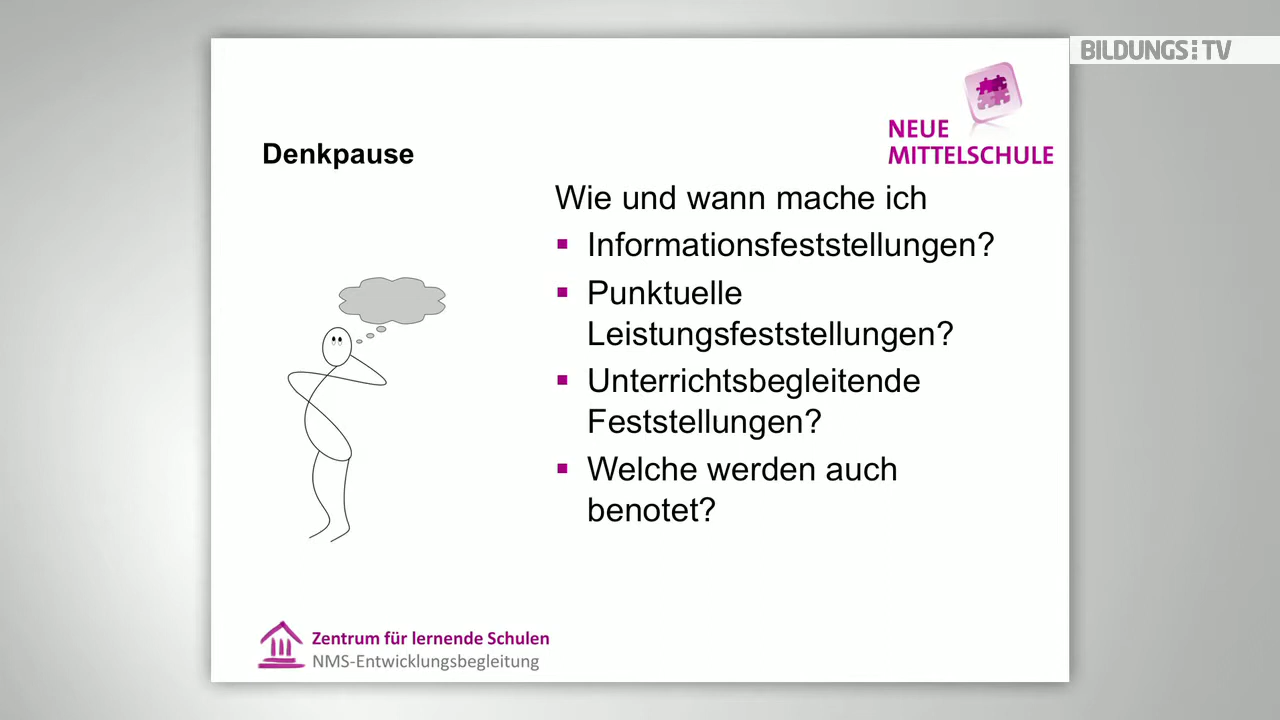 BILDUNGS TV
NEUE
MITTELSCHULE
Denkpause
Wie und wann mache ich
Informationsfeststellungen?
Punktuelle
Leistungsfeststellungen?
Unterrichtsbegleitende
Feststellungen?
Welche werden auch
benotet?
Zentrum für lernende Schulen
NMS-Entwicklungsbegleitung